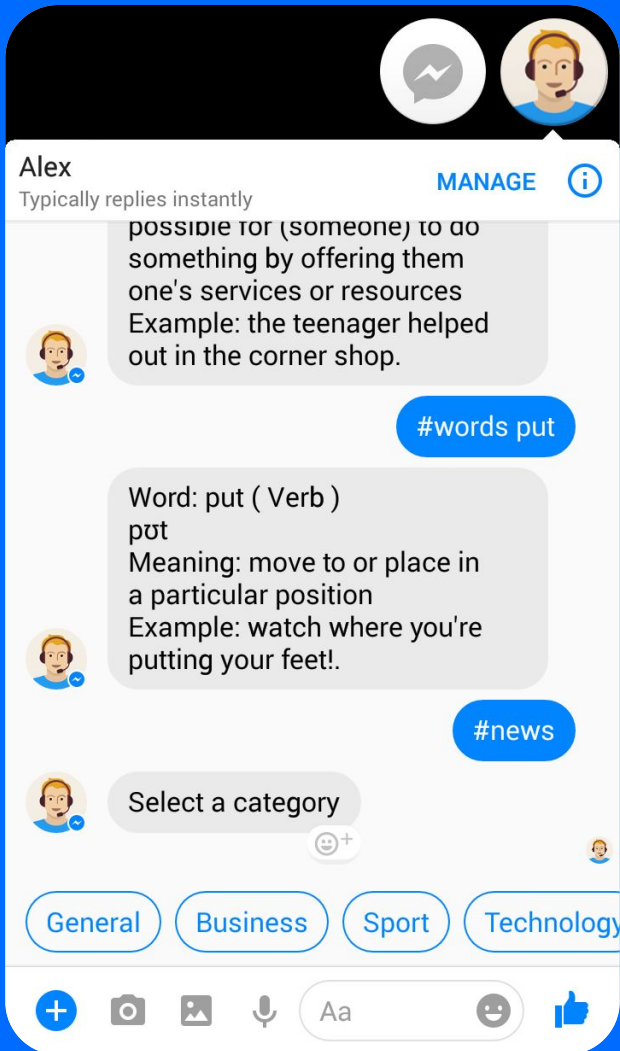 Alex
Typically replies instantly
MANAGE
possible for (someone) to do
something by offering them
one's services or resources
Example: the teenager helped
out in the corner shop.
#words put
Word: put ( Verb )
pʊt
Meaning: move to or place in
a particular position
Example: watch where you're
putting your feet!.
#news
Select a category
General Business Sport Technology
Aa